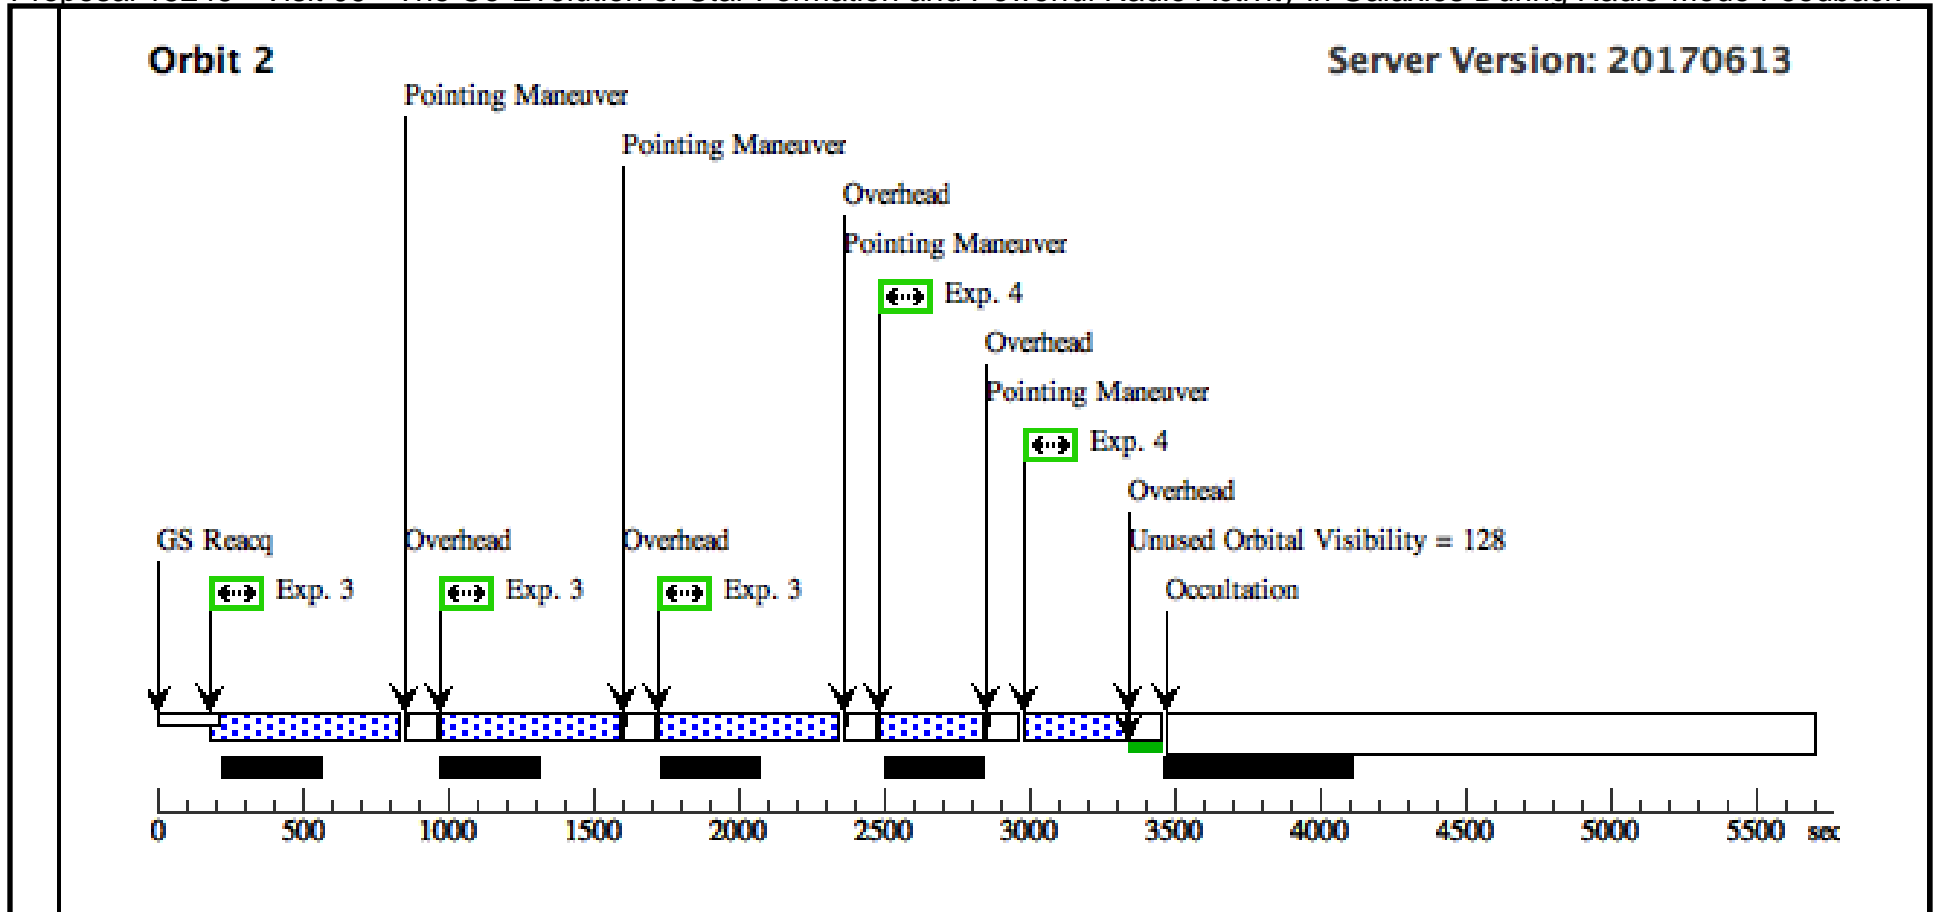 Orbit 2
Server Version: 20170613
Pointing Maneuver
Pointing Maneuver
Overhead
Pointing Maneuver
Exp. 4
Overhead
Pointing Maneuver
Exp. 4
Overhead
GS Reacq
Overhead
Overhead
Unused Orbital Visibility = 128
Exp. 3
Exp. 3
Exp. 3
Occultation
0 500 1000 1500 2000 2500 3000 3500 4000 4500 5000 5500 sec